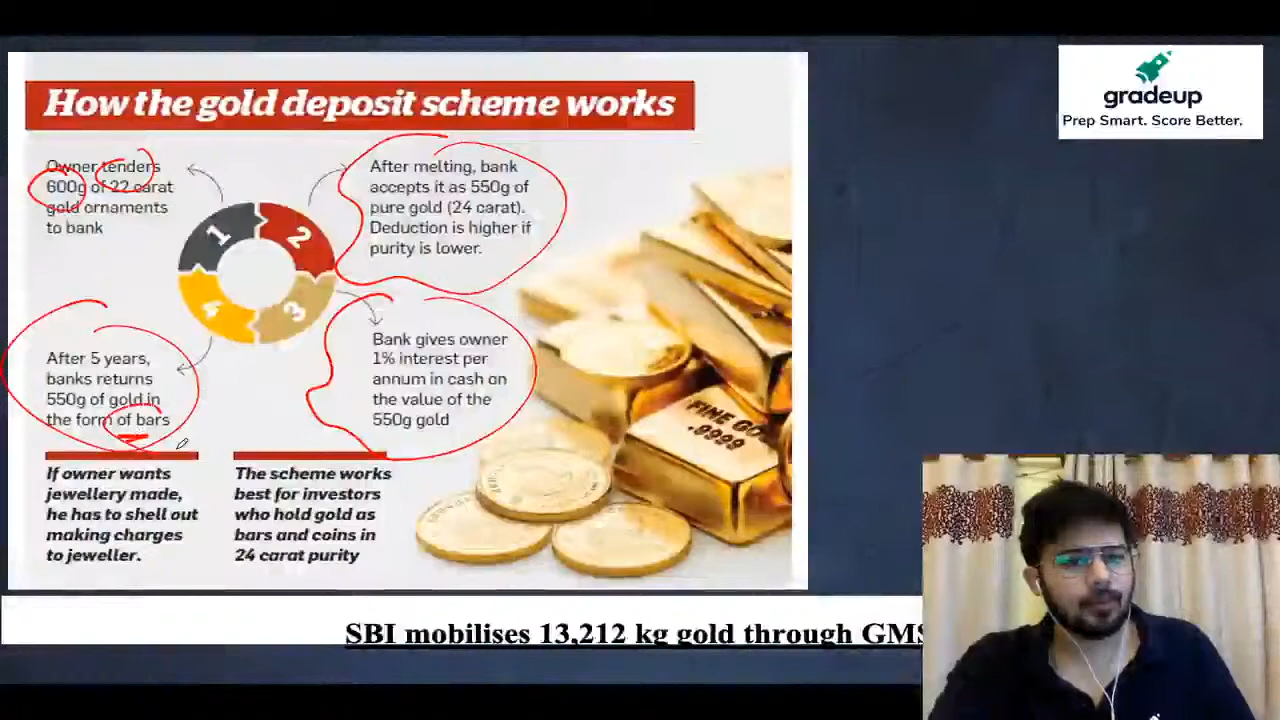 How the gold deposit scheme works
gradeup
Prep Smart. Score Better.
Owner tenders
600g of 22 carat
gold ornaments
to bank
1
2
After melting, bank
accepts it as 550g of
pure gold (24 carat).
Deduction is higher if
purity is lower.
4
3
Bank gives owner
1% interest per
annum in cash on
the value of the
550g gold
After 5 years,
banks returns
550g of gold in
the form of bars
If owner wants
jewellery made,
he has to shell out
making charges
to jeweller.
The scheme works
best for investors
who hold gold as
bars and coins in
24 carat purity
FINE GO
.9999
SBI mobilises 13,212 kg gold through GMS